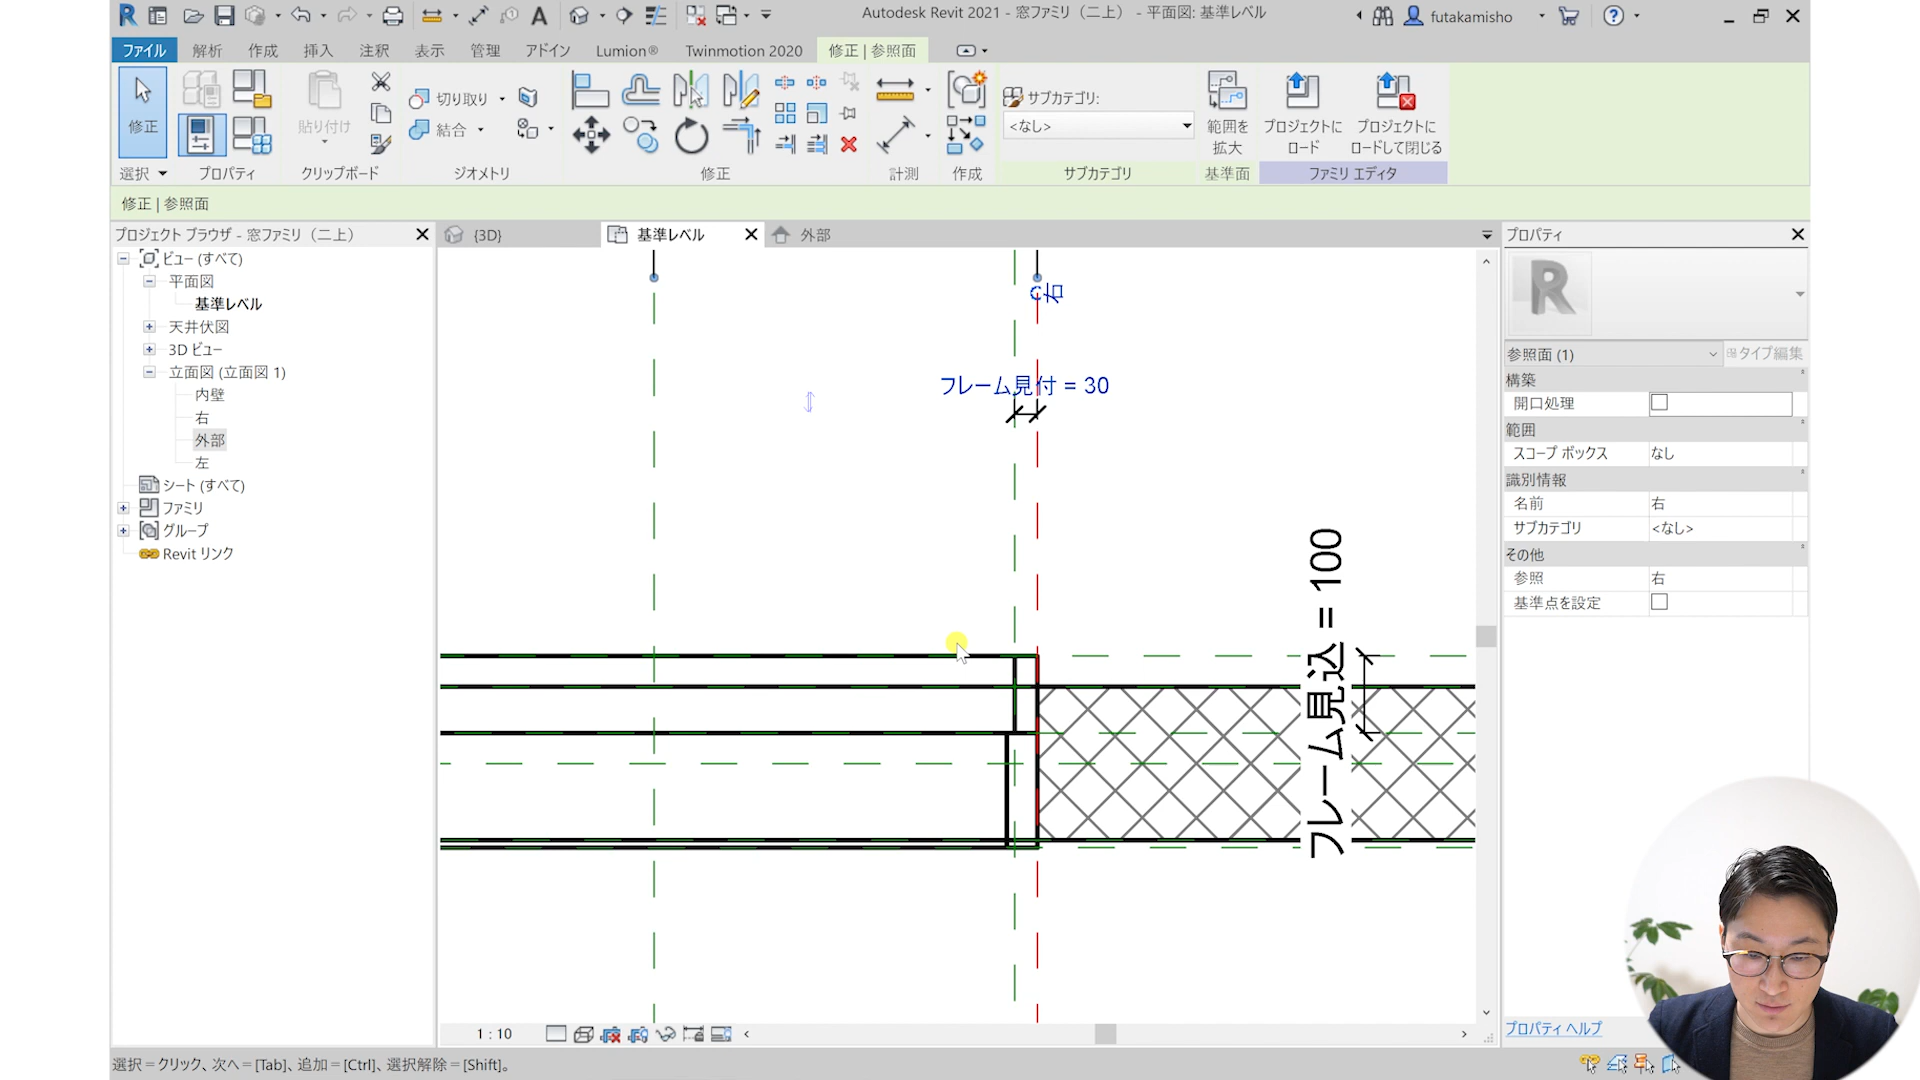 Autodesk Revit 2021 - 窓ファミリ（二上） - 平面図: 基準レベル
futakamisho
ファイル 解析 作成 挿入 注釈 表示 管理 アドイン Lumion® Twinmotion 2020 修正 | 参照面
修正
貼り付け
切り取り
結合
サブカテゴリ:
<なし>
範囲を
拡大
プロジェクトに
ロード
プロジェクトに
ロードして閉じる
選択 プロパティ クリップボード ジオメトリ 修正 計測 作成 サブカテゴリ 基準面 ファミリ エディタ
修正 | 参照面
プロジェクト ブラウザ - 窓ファミリ（二上）
{3D} 基準レベル 外部
プロパティ
ビュー (すべて)
平面図
基準レベル
天井伏図
3D ビュー
立面図 (立面図 1)
内壁
右
外部
左
シート (すべて)
ファミリ
グループ
Revit リンク
右
フレーム見付 = 30
フレーム見込 = 100
参照面 (1) タイプ編集
構築
開口処理
範囲
スコープ ボックス なし
識別情報
名前 右
サブカテゴリ <なし>
その他
参照 右
基準点を設定
プロパティ ヘルプ
1 : 10
選択＝クリック、次へ＝[Tab]、追加＝[Ctrl]、選択解除＝[Shift]。